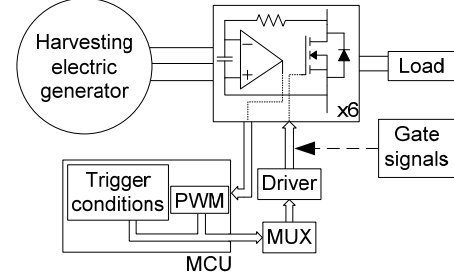 Harvesting
electric
generator
−
+
x6
Load
Gate
signals
Trigger
conditions
PWM
Driver
MUX
MCU